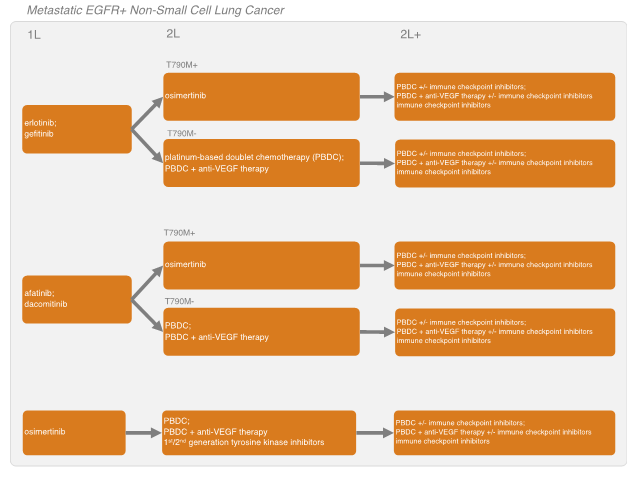 Metastatic EGFR+ Non-Small Cell Lung Cancer
1L
2L
2L+
T790M+
erlotinib;
gefitinib
osimertinib
PBDC +/- immune checkpoint inhibitors;
PBDC + anti-VEGF therapy +/- immune checkpoint inhibitors
immune checkpoint inhibitors
T790M-
platinum-based doublet chemotherapy (PBDC);
PBDC + anti-VEGF therapy
PBDC +/- immune checkpoint inhibitors;
PBDC + anti-VEGF therapy +/- immune checkpoint inhibitors
immune checkpoint inhibitors
T790M+
afatinib;
dacomitinib
osimertinib
PBDC +/- immune checkpoint inhibitors;
PBDC + anti-VEGF therapy +/- immune checkpoint inhibitors
immune checkpoint inhibitors
T790M-
PBDC;
PBDC + anti-VEGF therapy
PBDC +/- immune checkpoint inhibitors;
PBDC + anti-VEGF therapy +/- immune checkpoint inhibitors
immune checkpoint inhibitors
osimertinib
PBDC;
PBDC + anti-VEGF therapy
1st/2nd generation tyrosine kinase inhibitors
PBDC +/- immune checkpoint inhibitors;
PBDC + anti-VEGF therapy +/- immune checkpoint inhibitors
immune checkpoint inhibitors